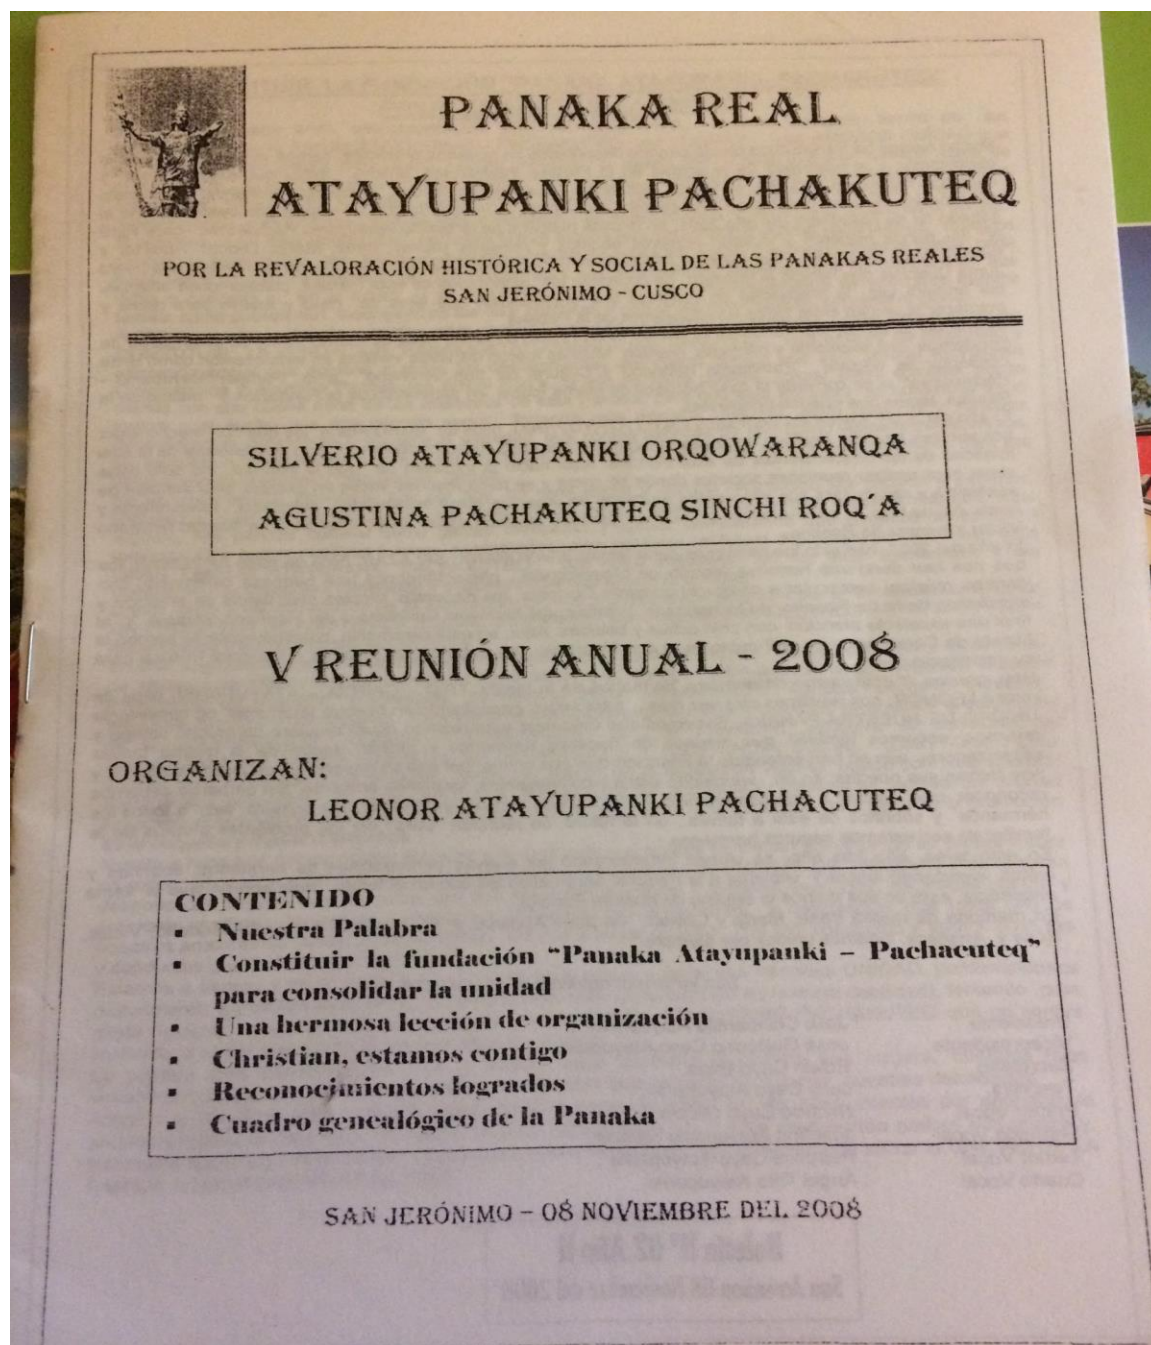 PANAKA REAL
ATAYUPANKI PACHAKUTEQ
POR LA REVALORACIÓN HISTÓRICA Y SOCIAL DE LAS PANAKAS REALES
SAN JERÓNIMO - CUSCO
SILVERIO ATAYUPANKI ORQOWARANQA
AGUSTINA PACHAKUTEQ SINCHI ROQ´A
V REUNIÓN ANUAL - 2008
ORGANIZAN:
LEONOR ATAYUPANKI PACHACUTEQ
CONTENIDO
▪ Nuestra Palabra
▪ Constituir la fundación “Panaka Atayupanki – Pachacuteq”
para consolidar la unidad
▪ Una hermosa lección de organización
▪ Christian, estamos contigo
▪ Reconocimientos logrados
▪ Cuadro genealógico de la Panaka
SAN JERÓNIMO – 08 NOVIEMBRE DEL 2008